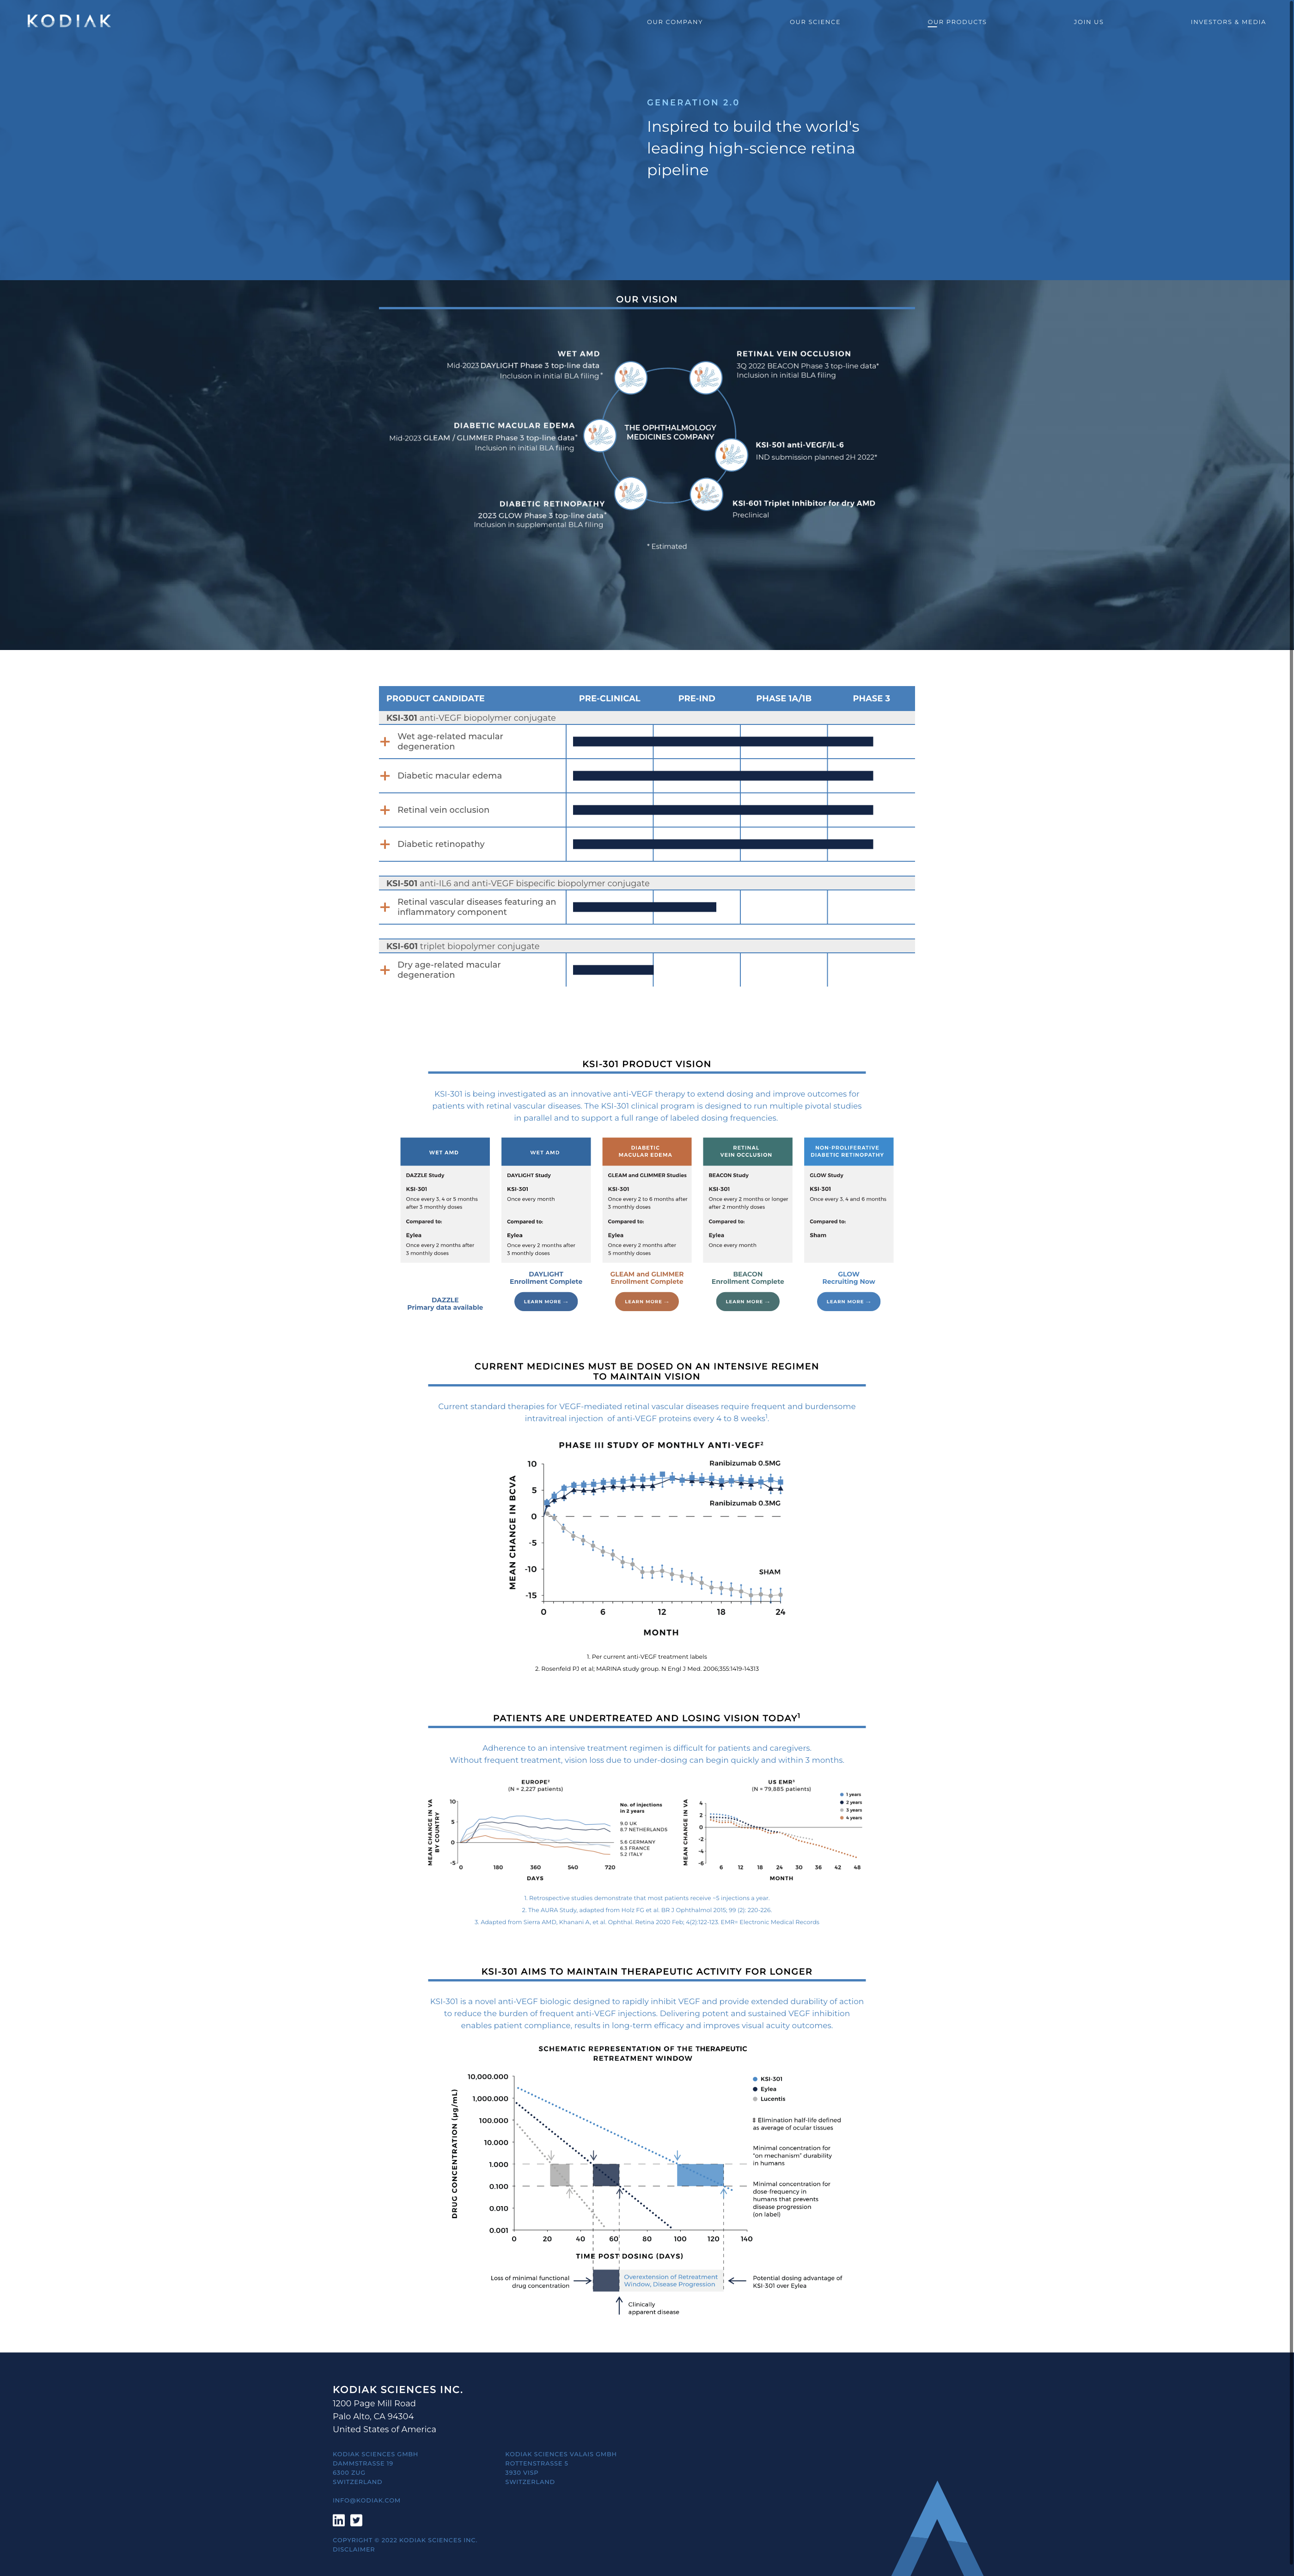 KODIAK
OUR COMPANY
OUR SCIENCE
OUR PRODUCTS
JOIN US
INVESTORS & MEDIA
GENERATION 2.0
Inspired to build the world's
leading high-science retina
pipeline
OUR VISION
WET AMD
Mid-2023 DAYLIGHT Phase 3 top-line data
Inclusion in initial BLA filing*
RETINAL VEIN OCCLUSION
3Q 2022 BEACON Phase 3 top-line data*
Inclusion in initial BLA filing
DIABETIC MACULAR EDEMA
Mid-2023 GLEAM / GLIMMER Phase 3 top-line data*
Inclusion in initial BLA filing
THE OPHTHALMOLOGY
MEDICINES COMPANY
KSI-501 anti-VEGF/IL-6
IND submission planned 2H 2022*
DIABETIC RETINOPATHY
2023 GLOW Phase 3 top-line data*
Inclusion in supplemental BLA filing
KSI-601 Triplet Inhibitor for dry AMD
Preclinical
* Estimated
PRODUCT CANDIDATE PRE-CLINICAL PRE-IND PHASE 1A/1B PHASE 3
KSI-301 anti-VEGF biopolymer conjugate
Wet age-related macular
degeneration
Diabetic macular edema
Retinal vein occlusion
Diabetic retinopathy
KSI-501 anti-IL6 and anti-VEGF bispecific biopolymer conjugate
Retinal vascular diseases featuring an
inflammatory component
KSI-601 triplet biopolymer conjugate
Dry age-related macular
degeneration
KSI-301 PRODUCT VISION
KSI-301 is being investigated as an innovative anti-VEGF therapy to extend dosing and improve outcomes for
patients with retinal vascular diseases. The KSI-301 clinical program is designed to run multiple pivotal studies
in parallel and to support a full range of labeled dosing frequencies.
WET AMD
DAZZLE Study
KSI-301
Once every 3, 4 or 5 months
after 3 monthly doses
Compared to:
Eylea
Once every 2 months after
3 monthly doses
DAZZLE
Primary data available
WET AMD
DAYLIGHT Study
KSI-301
Once every month
Compared to:
Eylea
Once every 2 months after
3 monthly doses
DAYLIGHT
Enrollment Complete
LEARN MORE →
DIABETIC
MACULAR EDEMA
GLEAM and GLIMMER Studies
KSI-301
Once every 2 to 6 months after
3 monthly doses
Compared to:
Eylea
Once every 2 months after
5 monthly doses
GLEAM and GLIMMER
Enrollment Complete
LEARN MORE →
RETINAL
VEIN OCCLUSION
BEACON Study
KSI-301
Once every 2 months or longer
after 2 monthly doses
Compared to:
Eylea
Once every month
BEACON
Enrollment Complete
LEARN MORE →
NON-PROLIFERATIVE
DIABETIC RETINOPATHY
GLOW Study
KSI-301
Once every 3, 4 and 6 months
Compared to:
Sham
GLOW
Recruiting Now
LEARN MORE →
CURRENT MEDICINES MUST BE DOSED ON AN INTENSIVE REGIMEN
TO MAINTAIN VISION
Current standard therapies for VEGF-mediated retinal vascular diseases require frequent and burdensome
intravitreal injection of anti-VEGF proteins every 4 to 8 weeks¹.
PHASE III STUDY OF MONTHLY ANTI-VEGF²
MEAN CHANGE IN BCVA
10
5
0
-5
-10
-15
Ranibizumab 0.5MG
Ranibizumab 0.3MG
SHAM
0 6 12 18 24
MONTH
1. Per current anti-VEGF treatment labels
2. Rosenfeld PJ et al; MARINA study group. N Engl J Med. 2006;355:1419-14313
PATIENTS ARE UNDERTREATED AND LOSING VISION TODAY¹
Adherence to an intensive treatment regimen is difficult for patients and caregivers.
Without frequent treatment, vision loss due to under-dosing can begin quickly and within 3 months.
EUROPE²
(N = 2,227 patients)
MEAN CHANGE IN VA
BY COUNTRY
10
5
0
-5
0 180 360 540 720
DAYS
No. of injections
in 2 years
9.0 UK
8.7 NETHERLANDS
5.6 GERMANY
6.3 FRANCE
5.2 ITALY
US EMR³
(N = 79,885 patients)
MEAN CHANGE IN VA
4
2
0
-2
-4
-6
6 12 18 24 30 36 42 48
MONTH
1 years
2 years
3 years
4 years
1. Retrospective studies demonstrate that most patients receive ~5 injections a year.
2. The AURA Study, adapted from Holz FG et al. BR J Ophthalmol 2015; 99 (2): 220-226.
3. Adapted from Sierra AMD, Khanani A, et al. Ophthal. Retina 2020 Feb; 4(2):122-123. EMR= Electronic Medical Records
KSI-301 AIMS TO MAINTAIN THERAPEUTIC ACTIVITY FOR LONGER
KSI-301 is a novel anti-VEGF biologic designed to rapidly inhibit VEGF and provide extended durability of action
to reduce the burden of frequent anti-VEGF injections. Delivering potent and sustained VEGF inhibition
enables patient compliance, results in long-term efficacy and improves visual acuity outcomes.
SCHEMATIC REPRESENTATION OF THE THERAPEUTIC
RETREATMENT WINDOW
DRUG CONCENTRATION (µg/mL)
10,000.000
1,000.000
100.000
10.000
1.000
0.100
0.010
0.001
0 20 40 60 80 100 120 140
TIME POST DOSING (DAYS)
KSI-301
Eylea
Lucentis
‡ Elimination half-life defined
as average of ocular tissues
Minimal concentration for
"on mechanism" durability
in humans
Minimal concentration for
dose frequency in
humans that prevents
disease progression
(on label)
Loss of minimal functional
drug concentration
Overextension of Retreatment
Window, Disease Progression
Potential dosing advantage of
KSI-301 over Eylea
Clinically
apparent disease
KODIAK SCIENCES INC.
1200 Page Mill Road
Palo Alto, CA 94304
United States of America
KODIAK SCIENCES GMBH
DAMMSTRASSE 19
6300 ZUG
SWITZERLAND
KODIAK SCIENCES VALAIS GMBH
ROTTENSTRASSE 5
3930 VISP
SWITZERLAND
INFO@KODIAK.COM
COPYRIGHT © 2022 KODIAK SCIENCES INC.
DISCLAIMER